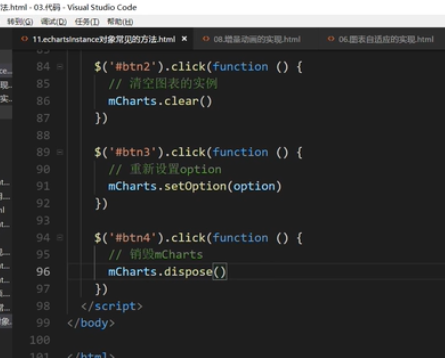 法.html - 03.代码 - Visual Studio Code
转到(G) 调试(D) 任务(T) 帮助(H)
11.echartsInstance对象常见的方法.html × 08.增量动画的实现.html 06.图表自适应的实现.html
84 $('#btn2').click(function () {
85 // 清空图表的实例
86 mCharts.clear()
87 })
88
89 $('#btn3').click(function () {
90 // 重新设置option
91 mCharts.setOption(option)
92 })
93
94 $('#btn4').click(function () {
95 // 销毁mCharts
96 mCharts.dispose()
97 })
98 </script>
99 </body>
100
101 </html>